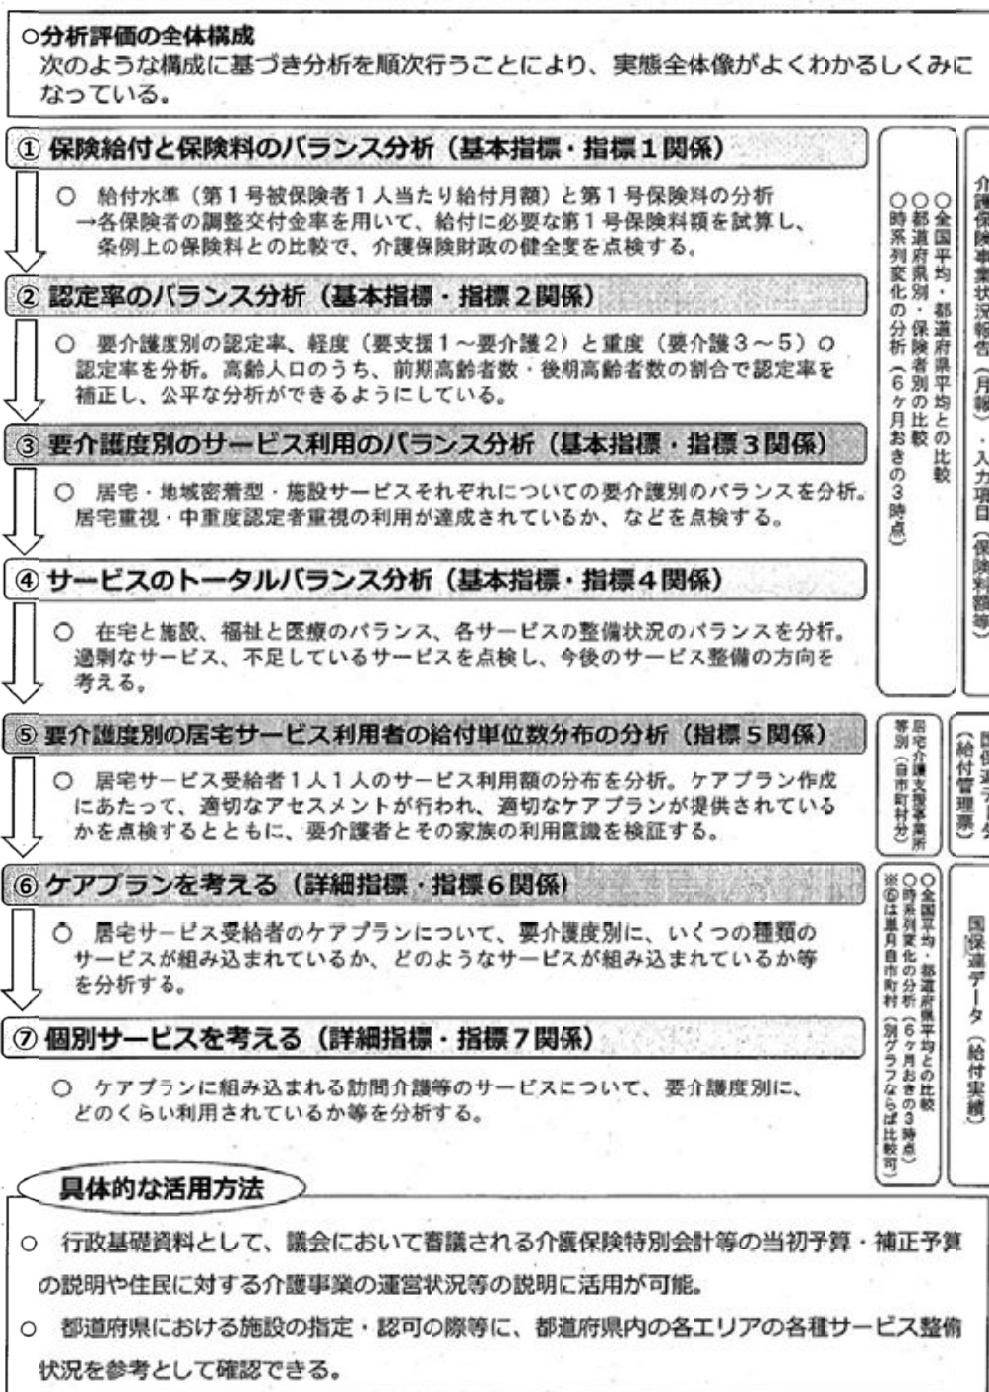 ○分析評価の全体構成
次のような構成に基づき分析を順次行うことにより、実態全体像がよくわかるしくみに
なっている。
① 保険給付と保険料のバランス分析（基本指標・指標１関係）
○ 給付水準（第１号被保険者１人当たり給付月額）と第１号保険料の分析
→各保険者の調整交付金率を用いて、給付に必要な第１号保険料額を試算し、
条例上の保険料との比較で、介護保険財政の健全度を点検する。
② 認定率のバランス分析（基本指標・指標２関係）
○ 要介護度別の認定率、軽度（要支援１～要介護２）と重度（要介護３～５）の
認定率を分析。高齢人口のうち、前期高齢者数・後期高齢者数の割合で認定率を
補正し、公平な分析ができるようにしている。
③ 要介護度別のサービス利用のバランス分析（基本指標・指標３関係）
○ 居宅・地域密着型・施設サービスそれぞれについての要介護別のバランスを分析。
居宅重視・中重度認定者重視の利用が達成されているか、などを点検する。
④ サービスのトータルバランス分析（基本指標・指標４関係）
○ 在宅と施設、福祉と医療のバランス、各サービスの整備状況のバランスを分析。
過剰なサービス、不足しているサービスを点検し、今後のサービス整備の方向を
考える。
○全国平均・都道府県平均との比較
○都道府県別・保険者別の比較
○時系列変化の分析（６ヶ月おきの３時点）
介護保険事業状況報告（月報）・入力項目（保険料額等）
⑤ 要介護度別の居宅サービス利用者の給付単位数分布の分析（指標５関係）
○ 居宅サービス受給者１人１人のサービス利用額の分布を分析。ケアプラン作成
にあたって、適切なアセスメントが行われ、適切なケアプランが提供されている
かを点検するとともに、要介護者とその家族の利用意識を検証する。
居宅介護支援事業所
等別（自市町村分）
国保連データ
（給付管理票）
⑥ ケアプランを考える（詳細指標・指標６関係）
○ 居宅サービス受給者のケアプランについて、要介護度別に、いくつの種類の
サービスが組み込まれているか、どのようなサービスが組み込まれているか等
を分析する。
⑦ 個別サービスを考える（詳細指標・指標７関係）
○ ケアプランに組み込まれる訪問介護等のサービスについて、要介護度別に、
どのくらい利用されているか等を分析する。
○全国平均・都道府県平均との比較
○時系列変化の分析（６ヶ月おきの３時点）
※⑥は単月自市町村（別グラフならば比較可）
国保連データ（給付実績）
具体的な活用方法
○ 行政基礎資料として、議会において審議される介護保険特別会計等の当初予算・補正予算
の説明や住民に対する介護事業の運営状況等の説明に活用が可能。
○ 都道府県における施設の指定・認可の際等に、都道府県内の各エリアの各種サービス整備
状況を参考として確認できる。